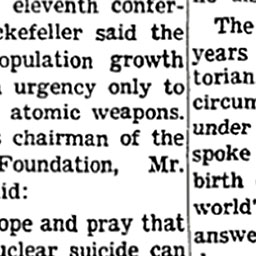 eleventh confer-
ckefeller said the
opulation growth
urgency only to
atomic weapons.
chairman of the
Foundation, Mr.
id:
ope and pray that
uclear suicide can
The
years
torian
circum
under
spoke
birth
world'
answe